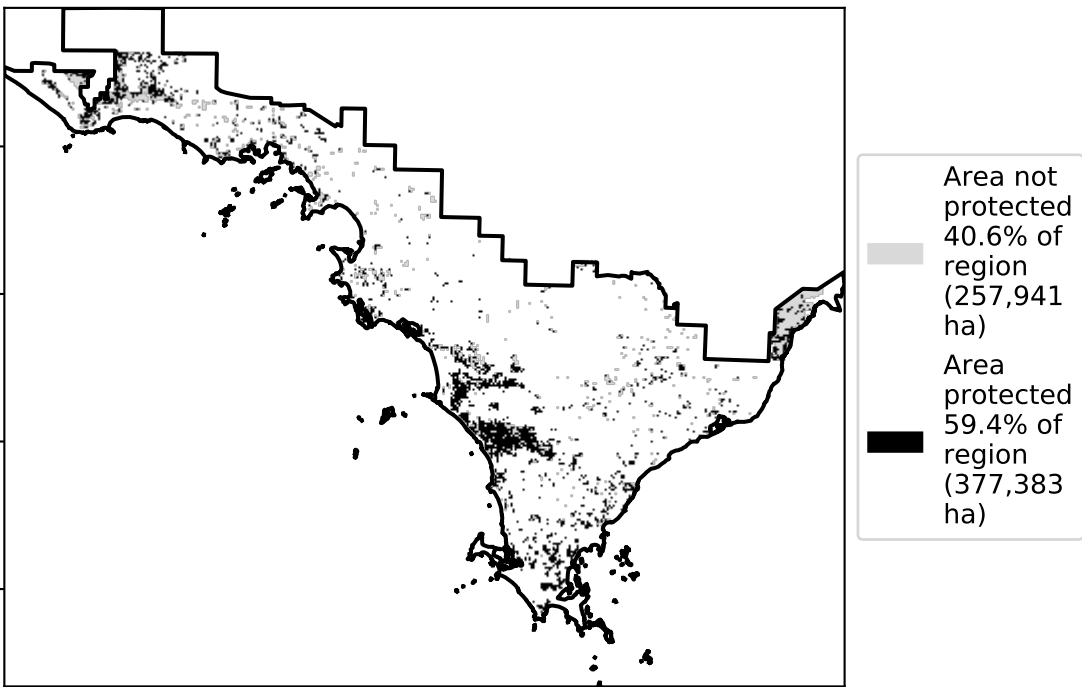 Area not
protected
40.6% of
region
(257,941
ha)
Area
protected
59.4% of
region
(377,383
ha)